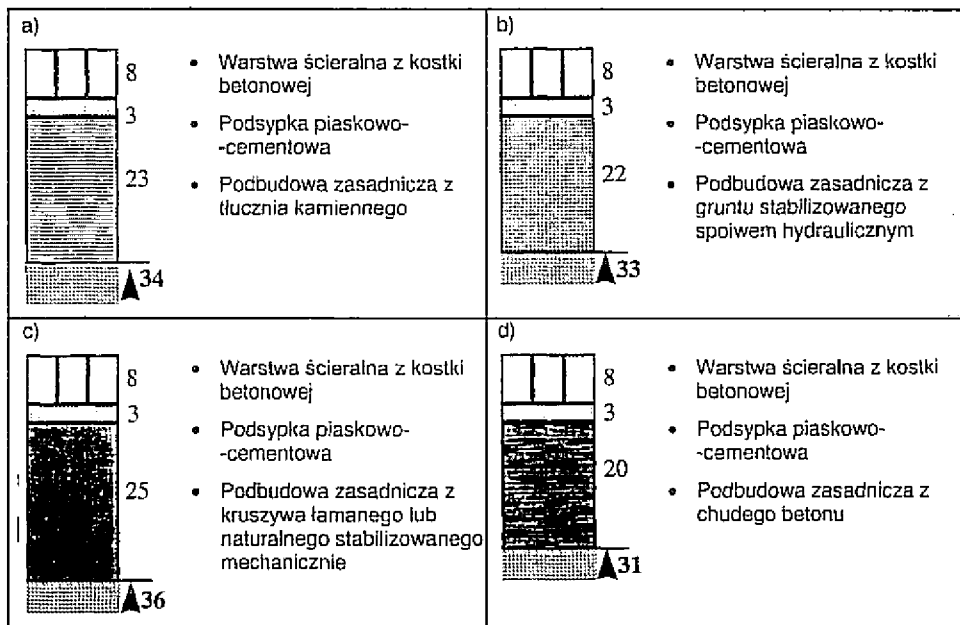 a)
8
3
23
34
• Warstwa ścieralna z kostki
betonowej
• Podsypka piaskowo-
-cementowa
• Podbudowa zasadnicza z
tłucznia kamiennego
b)
8
3
22
33
• Warstwa ścieralna z kostki
betonowej
• Podsypka piaskowo-
-cementowa
• Podbudowa zasadnicza z
gruntu stabilizowanego
spoiwem hydraulicznym
c)
8
3
25
36
• Warstwa ścieralna z kostki
betonowej
• Podsypka piaskowo-
-cementowa
• Podbudowa zasadnicza z
kruszywa łamanego lub
naturalnego stabilizowanego
mechanicznie
d)
8
3
20
31
• Warstwa ścieralna z kostki
betonowej
• Podsypka piaskowo-
-cementowa
• Podbudowa zasadnicza z
chudego betonu